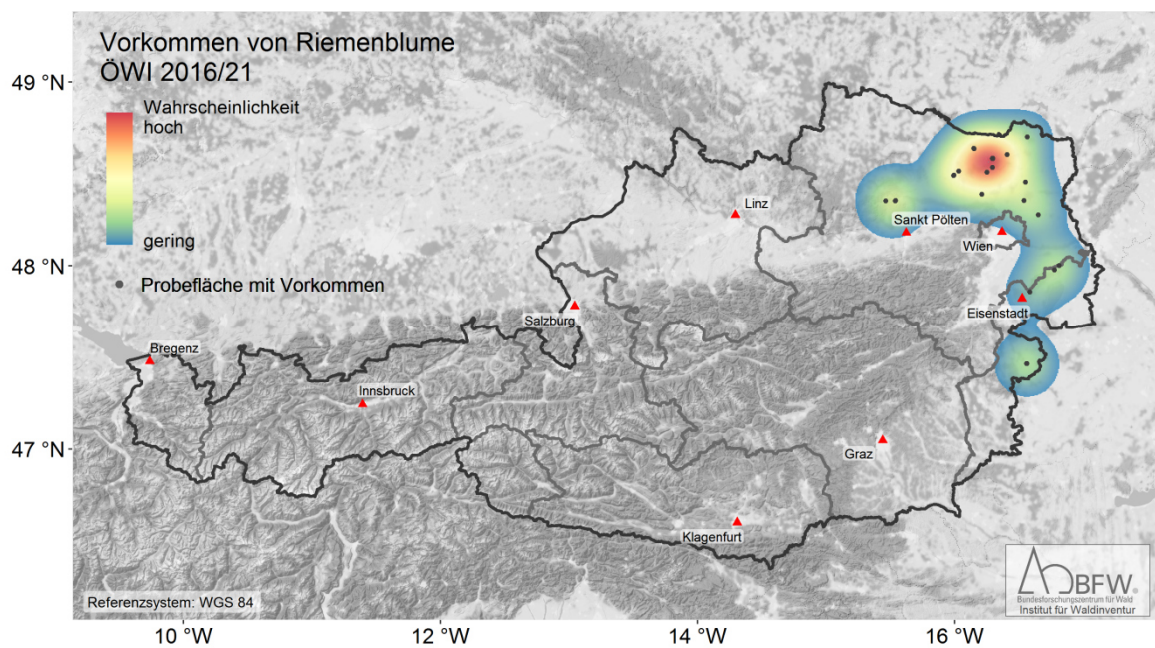 Vorkommen von Riemenblume
ÖWI 2016/21
Wahrscheinlichkeit
hoch
gering
Probefläche mit Vorkommen
49 °N
48 °N
47 °N
Linz
Sankt Pölten
Wien
Eisenstadt
Salzburg
Bregenz
Innsbruck
Graz
Klagenfurt
Referenzsystem: WGS 84
BFW.
Bundesforschungszentrum für Wald
Institut für Waldinventur
10 °W
12 °W
14 °W
16 °W